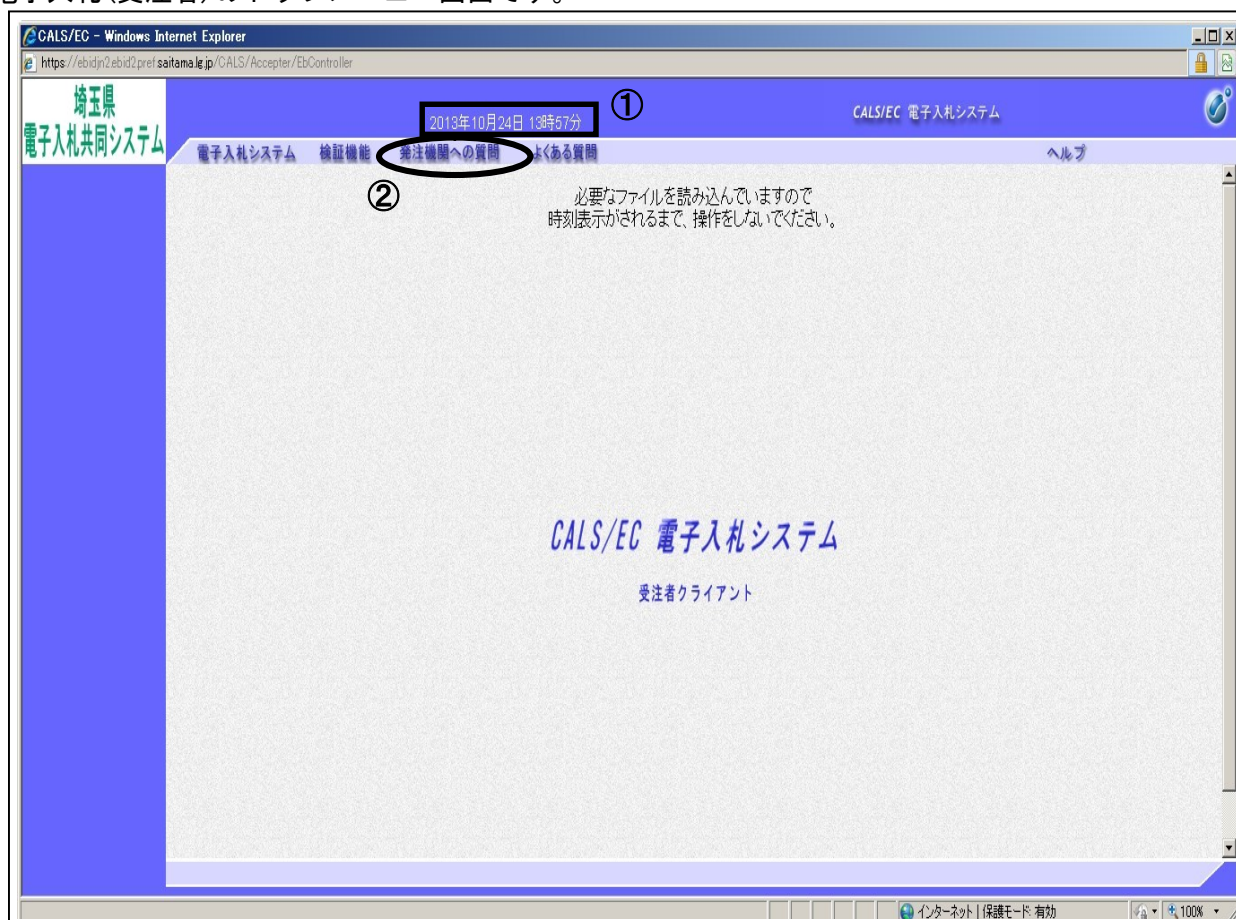 電子入札(受注者)のトップメニュー画面です。
CALS/EC - Windows Internet Explorer
https://ebidjn2.ebid2.pref.saitama.lg.jp/CALS/Accepter/EbController
埼玉県
電子入札共同システム
2013年10月24日 13時57分
①
CALS/EC 電子入札システム
電子入札システム 検証機能 発注機関への質問 よくある質問 ヘルプ
②
必要なファイルを読み込んでいますので
時刻表示がされるまで、操作をしないでください。
CALS/EC 電子入札システム
受注者クライアント
インターネット | 保護モード: 有効 100%